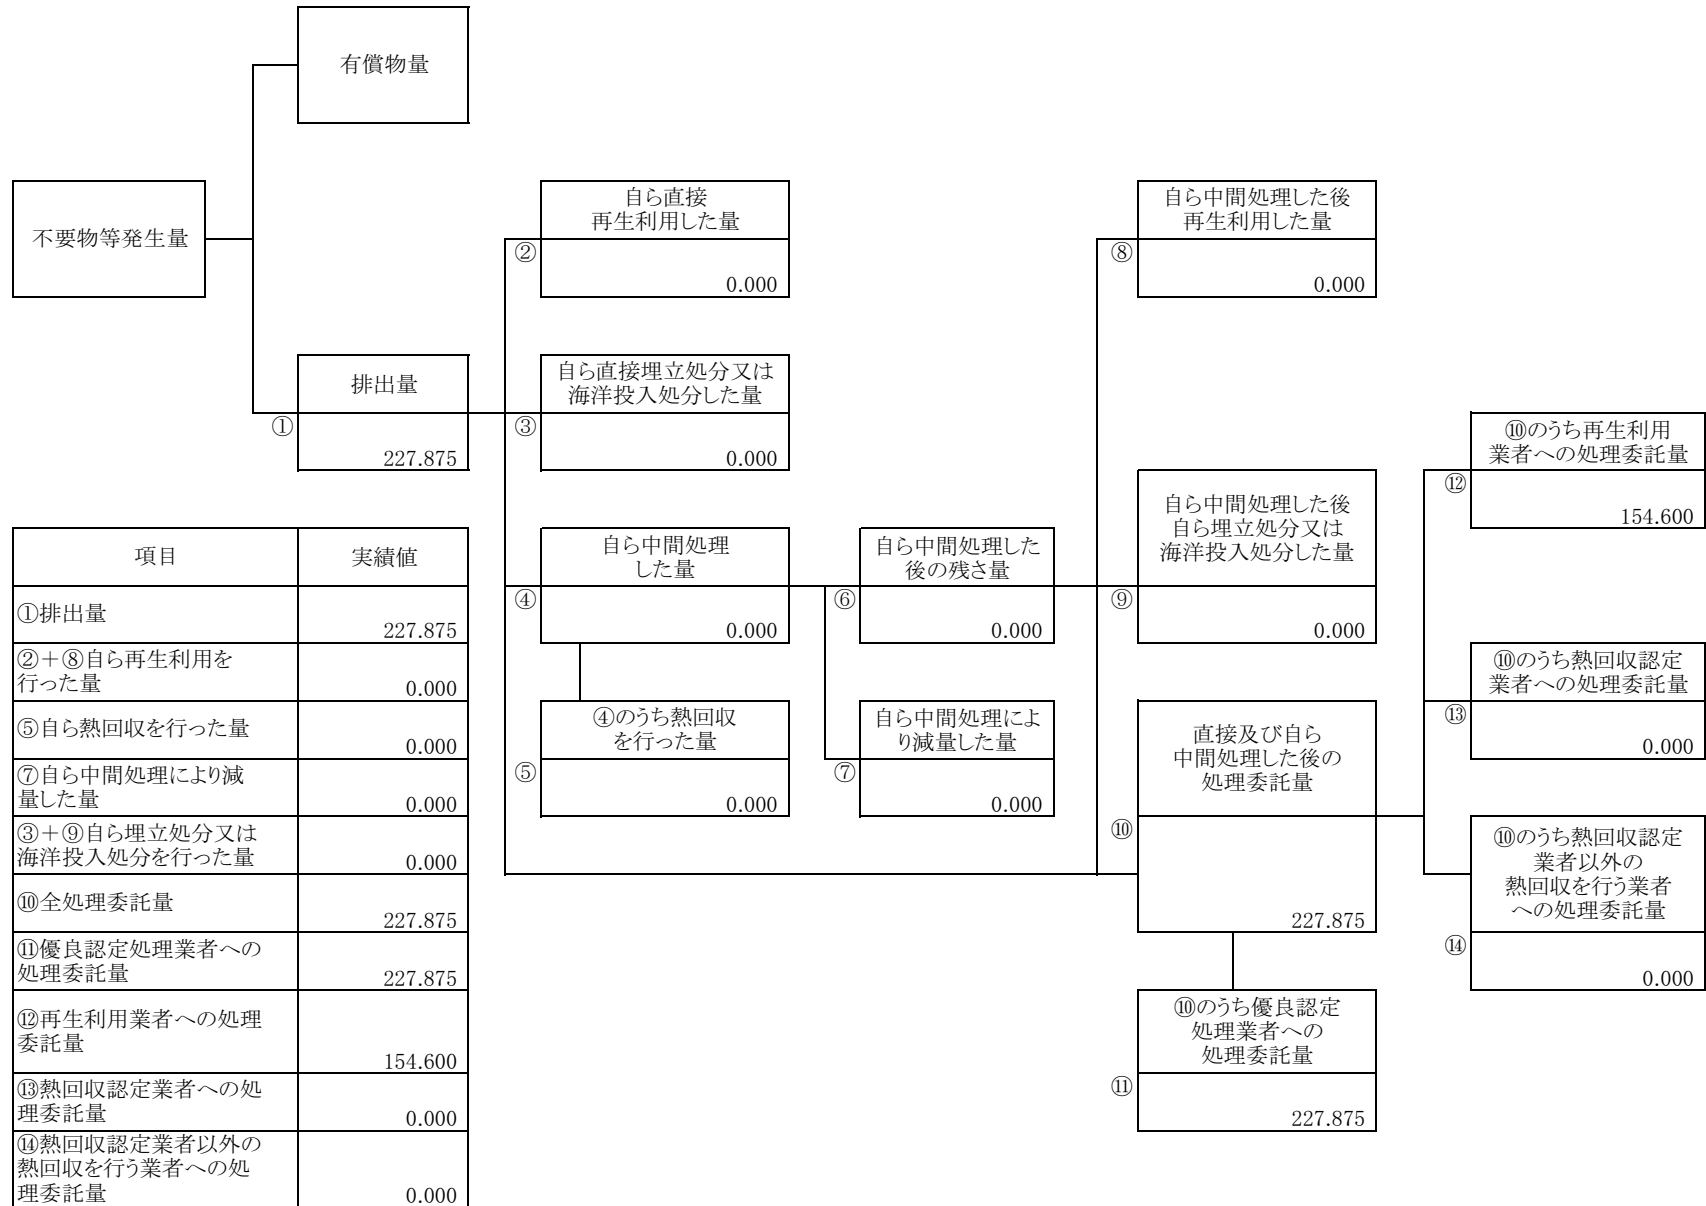 有償物量
不要物等発生量
自ら直接
再生利用した量
②
0.000
自ら中間処理した後
再生利用した量
⑧
0.000
排出量
①
227.875
自ら直接埋立処分又は
海洋投入処分した量
③
0.000
⑩のうち再生利用
業者への処理委託量
⑫
154.600
自ら中間処理
した量
④
0.000
自ら中間処理した
後の残さ量
⑥
0.000
自ら中間処理した後
自ら埋立処分又は
海洋投入処分した量
⑨
0.000
⑩のうち熱回収認定
業者への処理委託量
⑬
0.000
④のうち熱回収
を行った量
⑤
0.000
自ら中間処理によ
り減量した量
⑦
0.000
直接及び自ら
中間処理した後の
処理委託量
⑩
227.875
⑩のうち熱回収認定
業者以外の
熱回収を行う業者
への処理委託量
⑭
0.000
⑩のうち優良認定
処理業者への
処理委託量
⑪
227.875
項目 実績値
①排出量
227.875
②＋⑧自ら再生利用を
行った量
0.000
⑤自ら熱回収を行った量
0.000
⑦自ら中間処理により減
量した量
0.000
③＋⑨自ら埋立処分又は
海洋投入処分を行った量
0.000
⑩全処理委託量
227.875
⑪優良認定処理業者への
処理委託量
227.875
⑫再生利用業者への処理
委託量
154.600
⑬熱回収認定業者への処
理委託量
0.000
⑭熱回収認定業者以外の
熱回収を行う業者への処
理委託量
0.000